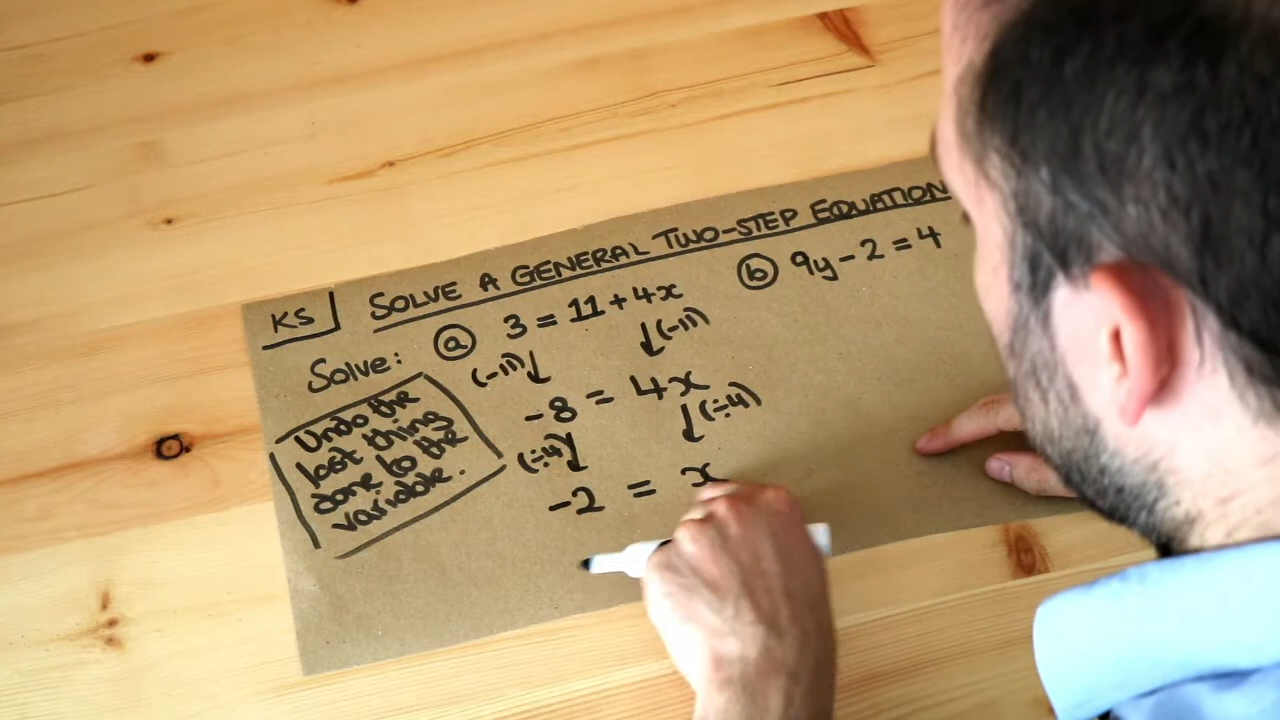 KS
SOLVE A GENERAL TWO-STEP EQUATION
Solve:
(a) 3 = 11 + 4x
(-11) ↓ ↓ (-11)
-8 = 4x
(÷4) ↓ ↓ (÷4)
-2 = x
(b) 9y - 2 = 4
Undo the
last thing
done to the
variable.